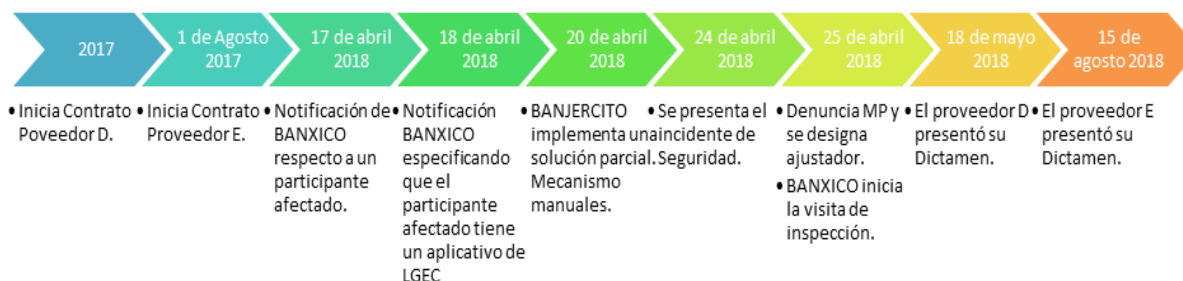 2017
1 de Agosto
2017
17 de abril
2018
18 de abril
2018
20 de abril
2018
24 de abril
2018
25 de abril
2018
18 de mayo
2018
15 de
agosto 2018
• Inicia Contrato
Poveedor D.
• Inicia Contrato
Proveedor E.
• Notificación de
BANXICO
respecto a un
participante
afectado.
• Notificación
BANXICO
especificando
que el
participante
afectado tiene
un aplicativo de
LGEC
• BANJERCITO
implementa una
solución parcial.
Mecanismo
manuales.
• Se presenta el
incidente de
Seguridad.
• Denuncia MP y
se designa
ajustador.
• BANXICO inicia
la visita de
inspección.
• El proveedor D
presentó su
Dictamen.
• El proveedor E
presentó su
Dictamen.